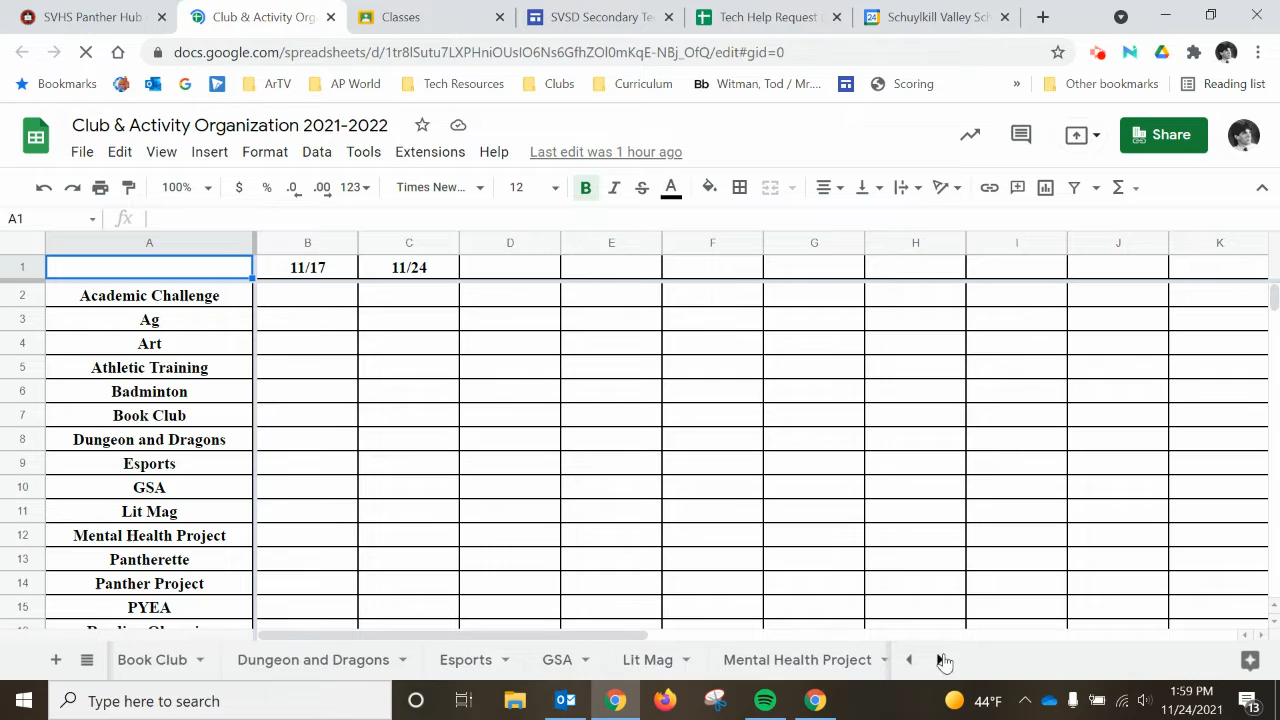 SVHS Panther Hub
Club & Activity Org
Classes
SVSD Secondary Te
Tech Help Request
Schuylkill Valley Sch
docs.google.com/spreadsheets/d/1tr8lSutu7LXPHniOUsIO6Ns6GfhZOl0mKqE-NBj_OfQ/edit#gid=0
Bookmarks
ArTV
AP World
Tech Resources
Clubs
Curriculum
Bb Witman, Tod / Mr....
Scoring
»
Other bookmarks
Reading list
Club & Activity Organization 2021-2022
Share
File Edit View Insert Format Data Tools Extensions Help Last edit was 1 hour ago
100% $ % .0 .00 123 Times New... 12 B I S A
A1 fx
A B C D E F G H I J K
1 11/17 11/24
2 Academic Challenge
3 Ag
4 Art
5 Athletic Training
6 Badminton
7 Book Club
8 Dungeon and Dragons
9 Esports
10 GSA
11 Lit Mag
12 Mental Health Project
13 Pantherette
14 Panther Project
15 PYEA
Book Club Dungeon and Dragons Esports GSA Lit Mag Mental Health Project
Type here to search
44°F
1:59 PM
11/24/2021
13